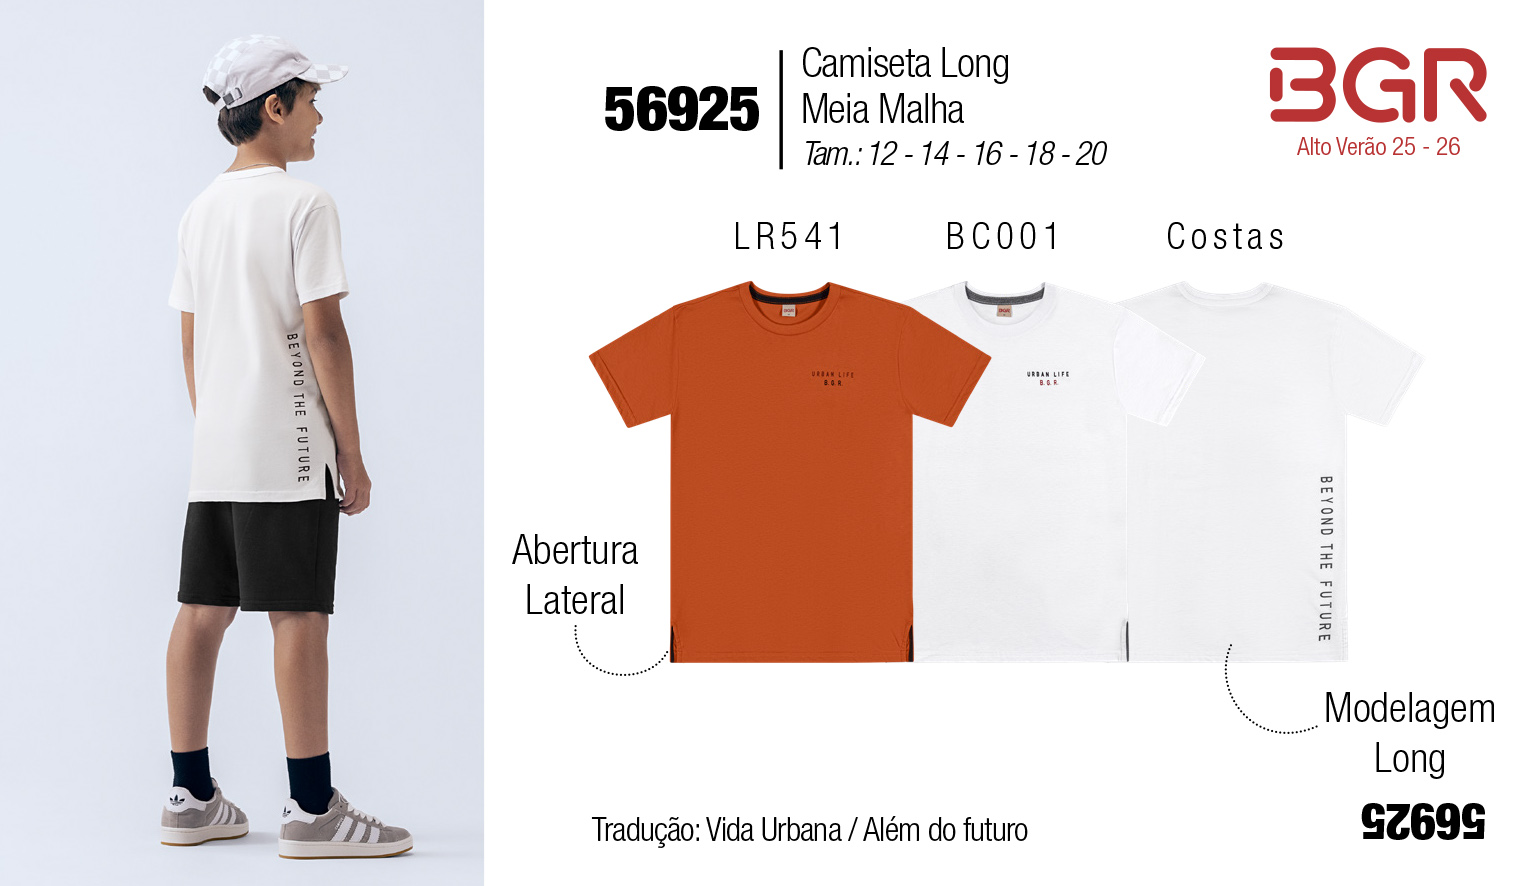 56925
Camiseta Long
Meia Malha
Tam.: 12 - 14 - 16 - 18 - 20
BGR
Alto Verão 25 - 26
LR541
BC001
Costas
URBAN LIFE
B.G.R.
URBAN LIFE
B.G.R.
BEYOND THE FUTURE
BEYOND THE FUTURE
Abertura
Lateral
Modelagem
Long
56925
Tradução: Vida Urbana / Além do futuro